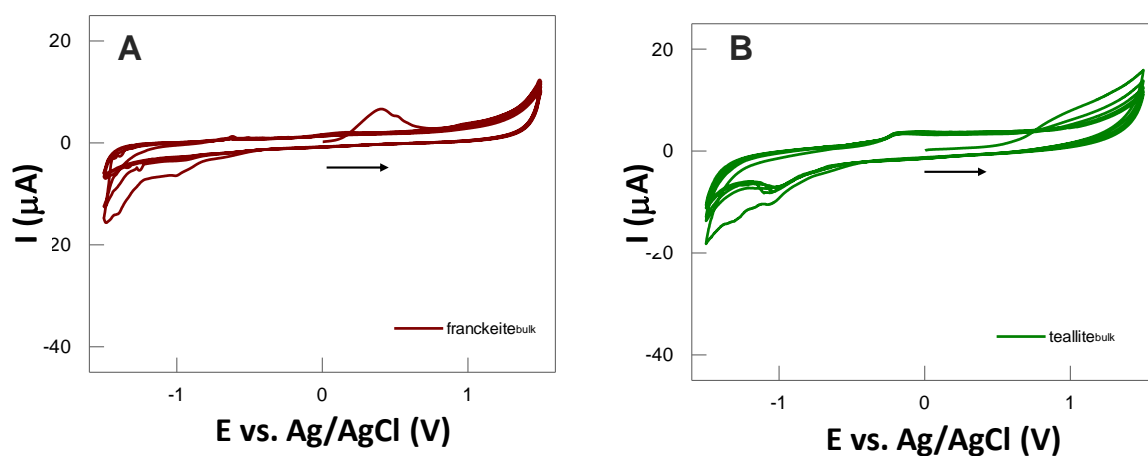 A
20
0
20
-40
I (µA)
-1
0
1
E vs. Ag/AgCl (V)
franckeitebulk
B
20
0
-20
-40
I (µA)
-1
0
1
E vs. Ag/AgCl (V)
teallitebulk